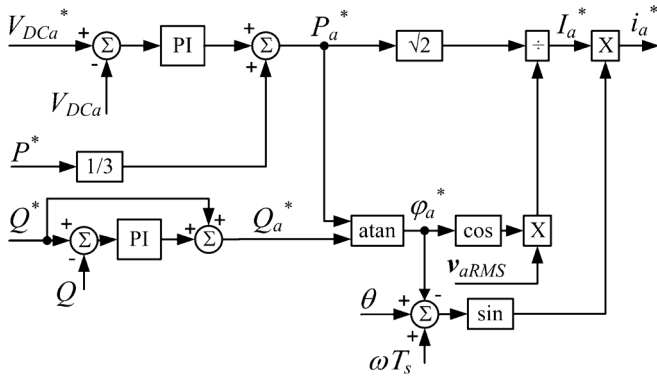 V_DCa* + Σ - PI + Σ + P_a* √2 ÷ I_a* X i_a*
V_DCa
P* 1/3
Q* + Σ - PI + Σ + Q_a* atan φ_a* cos X
v_aRMS
Q
θ + Σ - + sin
ωT_s